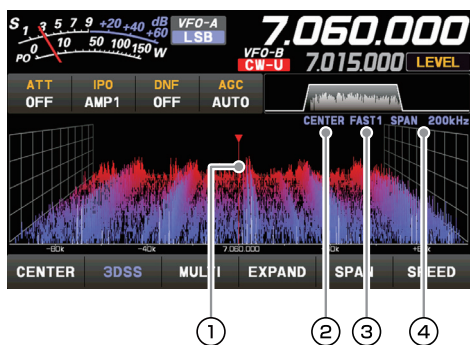 S 1 3 5 7 9 +20 +40 +60 dB
PO 0 10 50 100 150 W
VFO-A
LSB
7.060.000
VFO-B
CW-U
7.015.000
LEVEL
ATT IPO DNF AGC
OFF AMP1 OFF AUTO
CENTER FAST1 SPAN 200kHz
-80k -40k 7.060.000
CENTER 3DSS MULTI EXPAND SPAN SPEED
① ② ③ ④